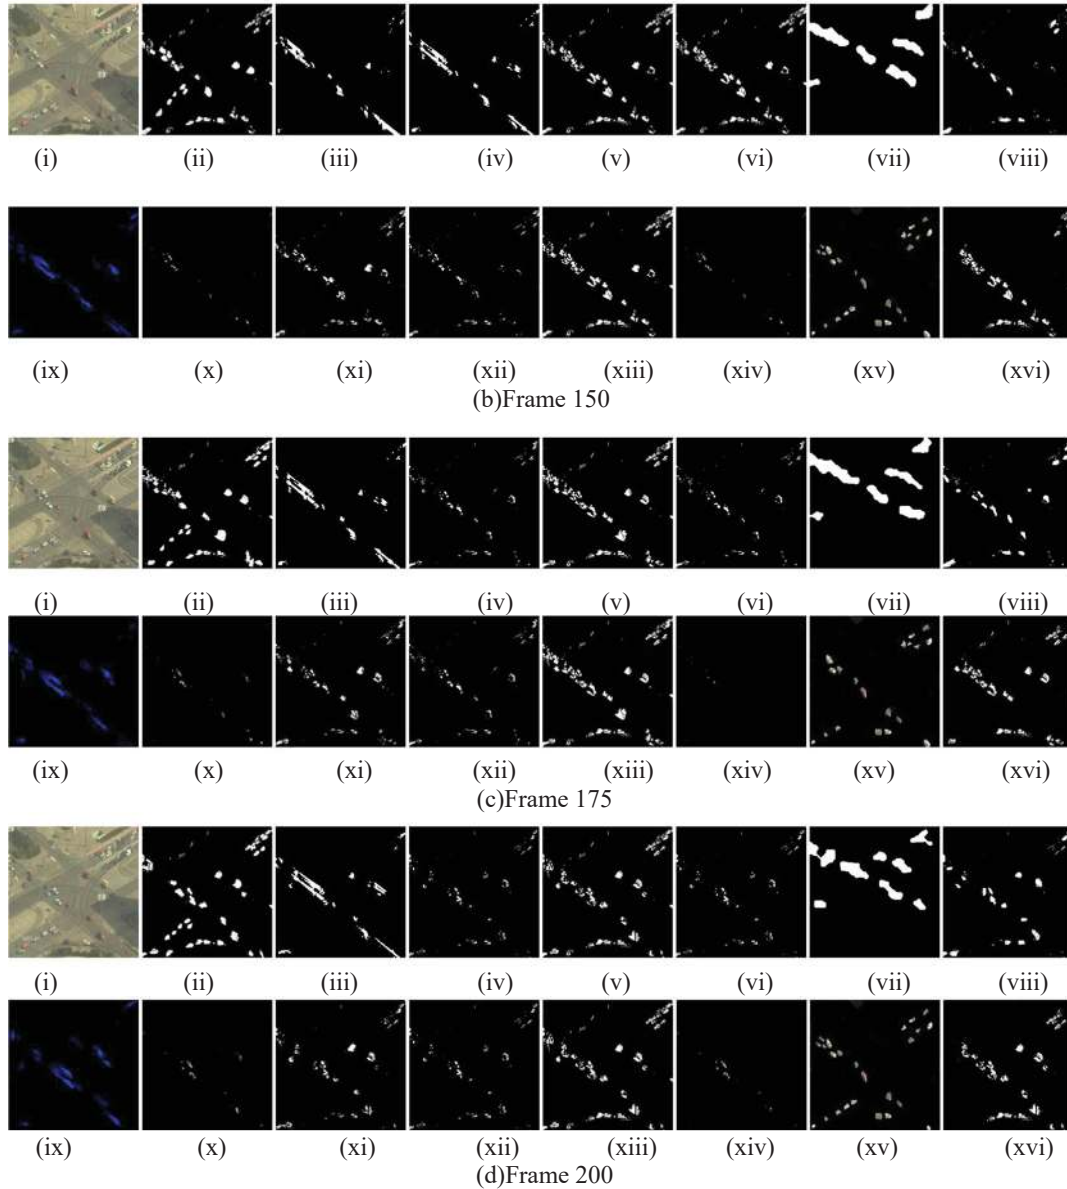 (i) (ii) (iii) (iv) (v) (vi) (vii) (viii)
(ix) (x) (xi) (xii) (xiii) (xiv) (xv) (xvi)
(b)Frame 150
(i) (ii) (iii) (iv) (v) (vi) (vii) (viii)
(ix) (x) (xi) (xii) (xiii) (xiv) (xv) (xvi)
(c)Frame 175
(i) (ii) (iii) (iv) (v) (vi) (vii) (viii)
(ix) (x) (xi) (xii) (xiii) (xiv) (xv) (xvi)
(d)Frame 200